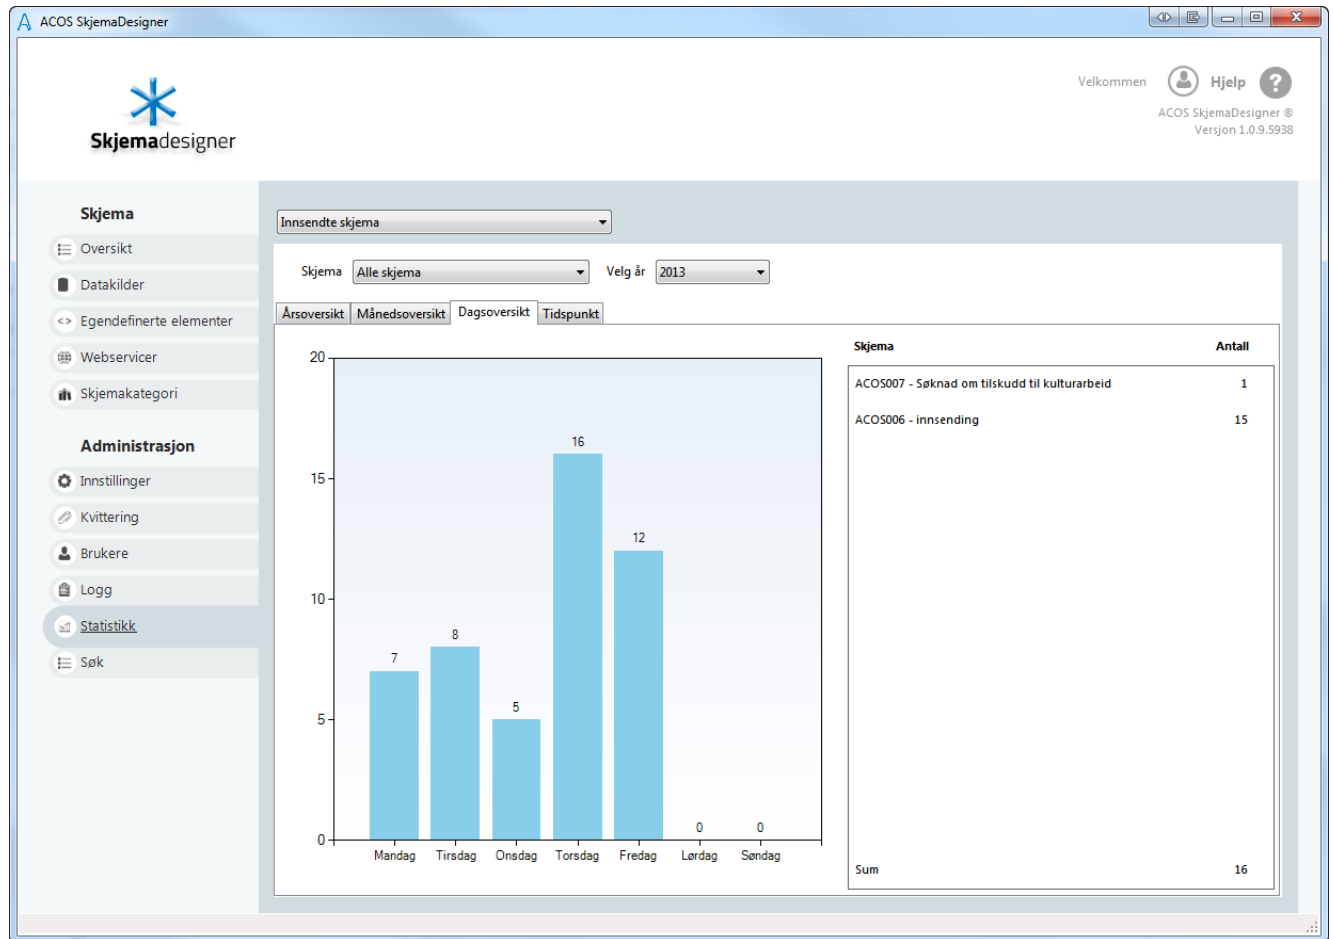 ACOS SkjemaDesigner
Velkommen Hjelp ?
ACOS SkjemaDesigner ®
Versjon 1.0.9.5938
Skjemadesigner
Skjema
Oversikt
Datakilder
Egendefinerte elementer
Webservicer
Skjemakategori
Administrasjon
Innstillinger
Kvittering
Brukere
Logg
Statistikk
Søk
Innsendte skjema
Skjema Alle skjema Velg år 2013
Årsoversikt Månedsoversikt Dagsoversikt Tidspunkt
20
15
10
5
0
7
8
5
16
12
0
0
Mandag Tirsdag Onsdag Torsdag Fredag Lørdag Søndag
Skjema Antall
ACOS007 - Søknad om tilskudd til kulturarbeid 1
ACOS006 - innsending 15
Sum 16